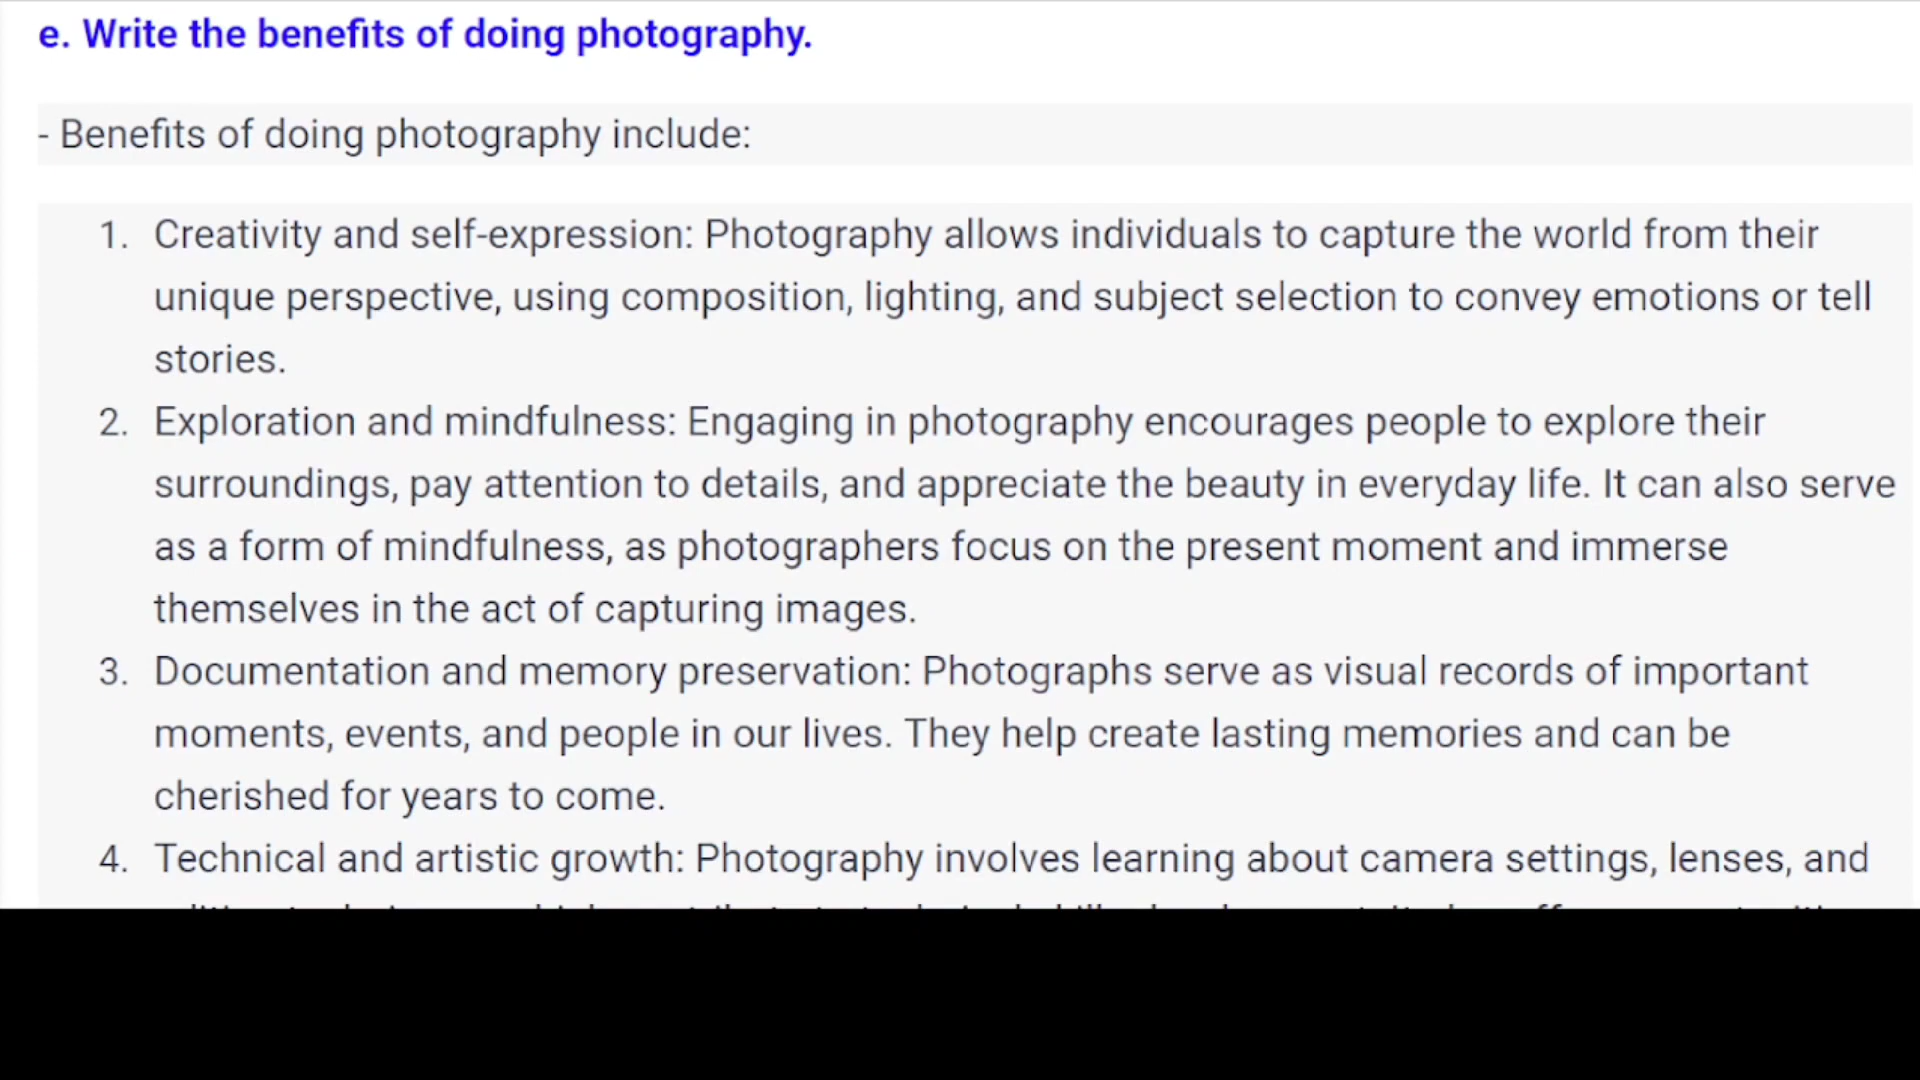 e. Write the benefits of doing photography.
- Benefits of doing photography include:
1. Creativity and self-expression: Photography allows individuals to capture the world from their
unique perspective, using composition, lighting, and subject selection to convey emotions or tell
stories.
2. Exploration and mindfulness: Engaging in photography encourages people to explore their
surroundings, pay attention to details, and appreciate the beauty in everyday life. It can also serve
as a form of mindfulness, as photographers focus on the present moment and immerse
themselves in the act of capturing images.
3. Documentation and memory preservation: Photographs serve as visual records of important
moments, events, and people in our lives. They help create lasting memories and can be
cherished for years to come.
4. Technical and artistic growth: Photography involves learning about camera settings, lenses, and